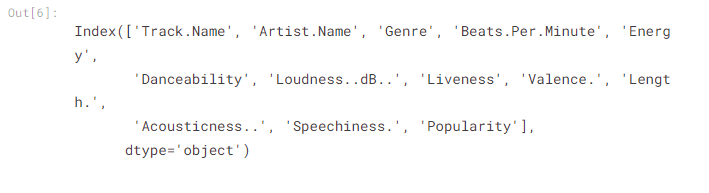 Out[6]:
Index(['Track.Name', 'Artist.Name', 'Genre', 'Beats.Per.Minute', 'Energ
y',
'Danceability', 'Loudness..dB..', 'Liveness', 'Valence.', 'Lengt
h.',
'Acousticness..', 'Speechiness.', 'Popularity'],
dtype='object')